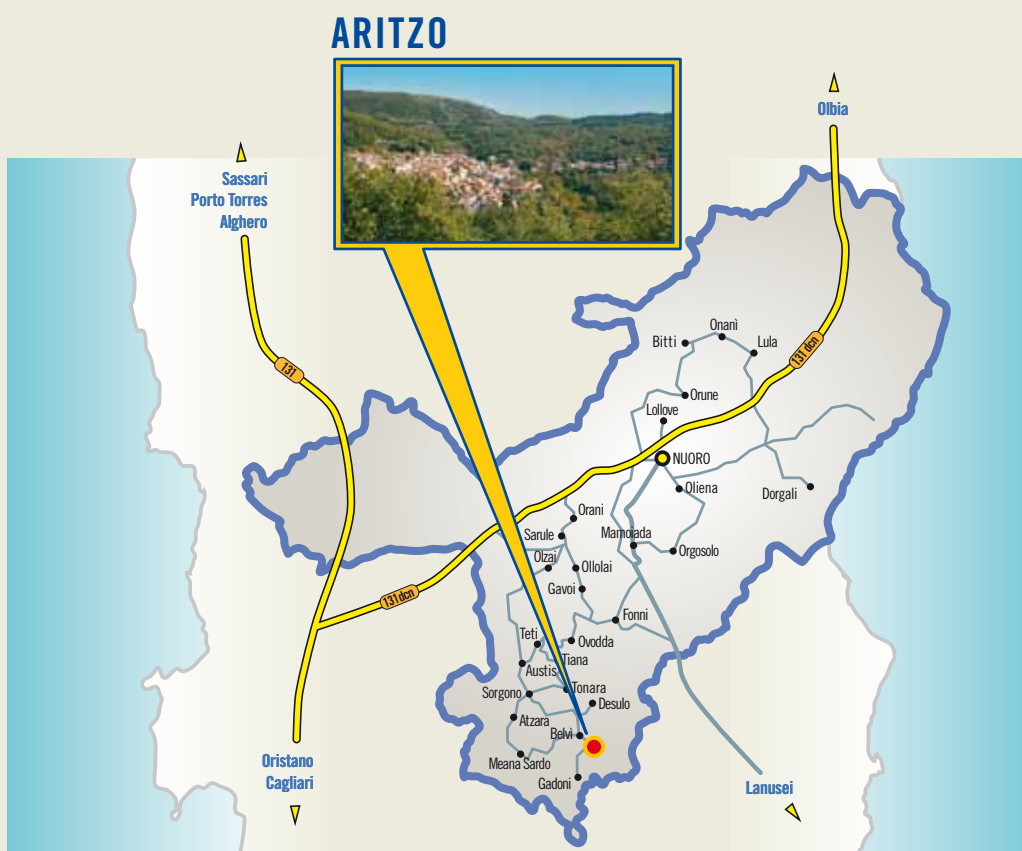 ARITZO
Olbia
Sassari
Porto Torres
Alghero
Onanì
Bitti
Lula
131 dcn
131
Orune
Lollove
NUORO
Oliena
Dorgali
Orani
Sarule
Mamoiada
Orgosolo
Olzai
Ollolai
Gavoi
131 dcn
Fonni
Teti
Ovodda
Tiana
Austis
Tonara
Sorgono
Desulo
Atzara
Belvì
Meana Sardo
Gadoni
Oristano
Cagliari
Lanusei